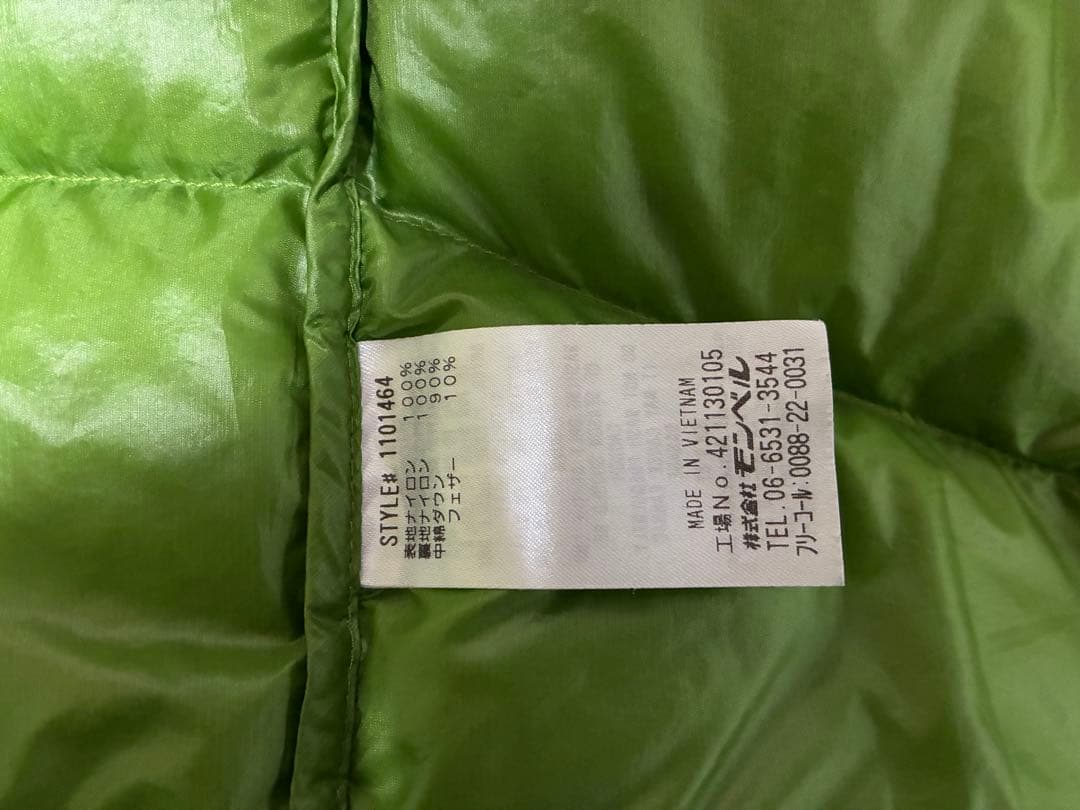 STYLE# 1101464
表地ナイロン 100%
裏地ナイロン 100%
中綿ダウン 90%
フェザー 10%
MADE IN VIETNAM
工場No.421130105
株式会社モンベル
TEL.06-6531-3544
フリーコール:0088-22-0031